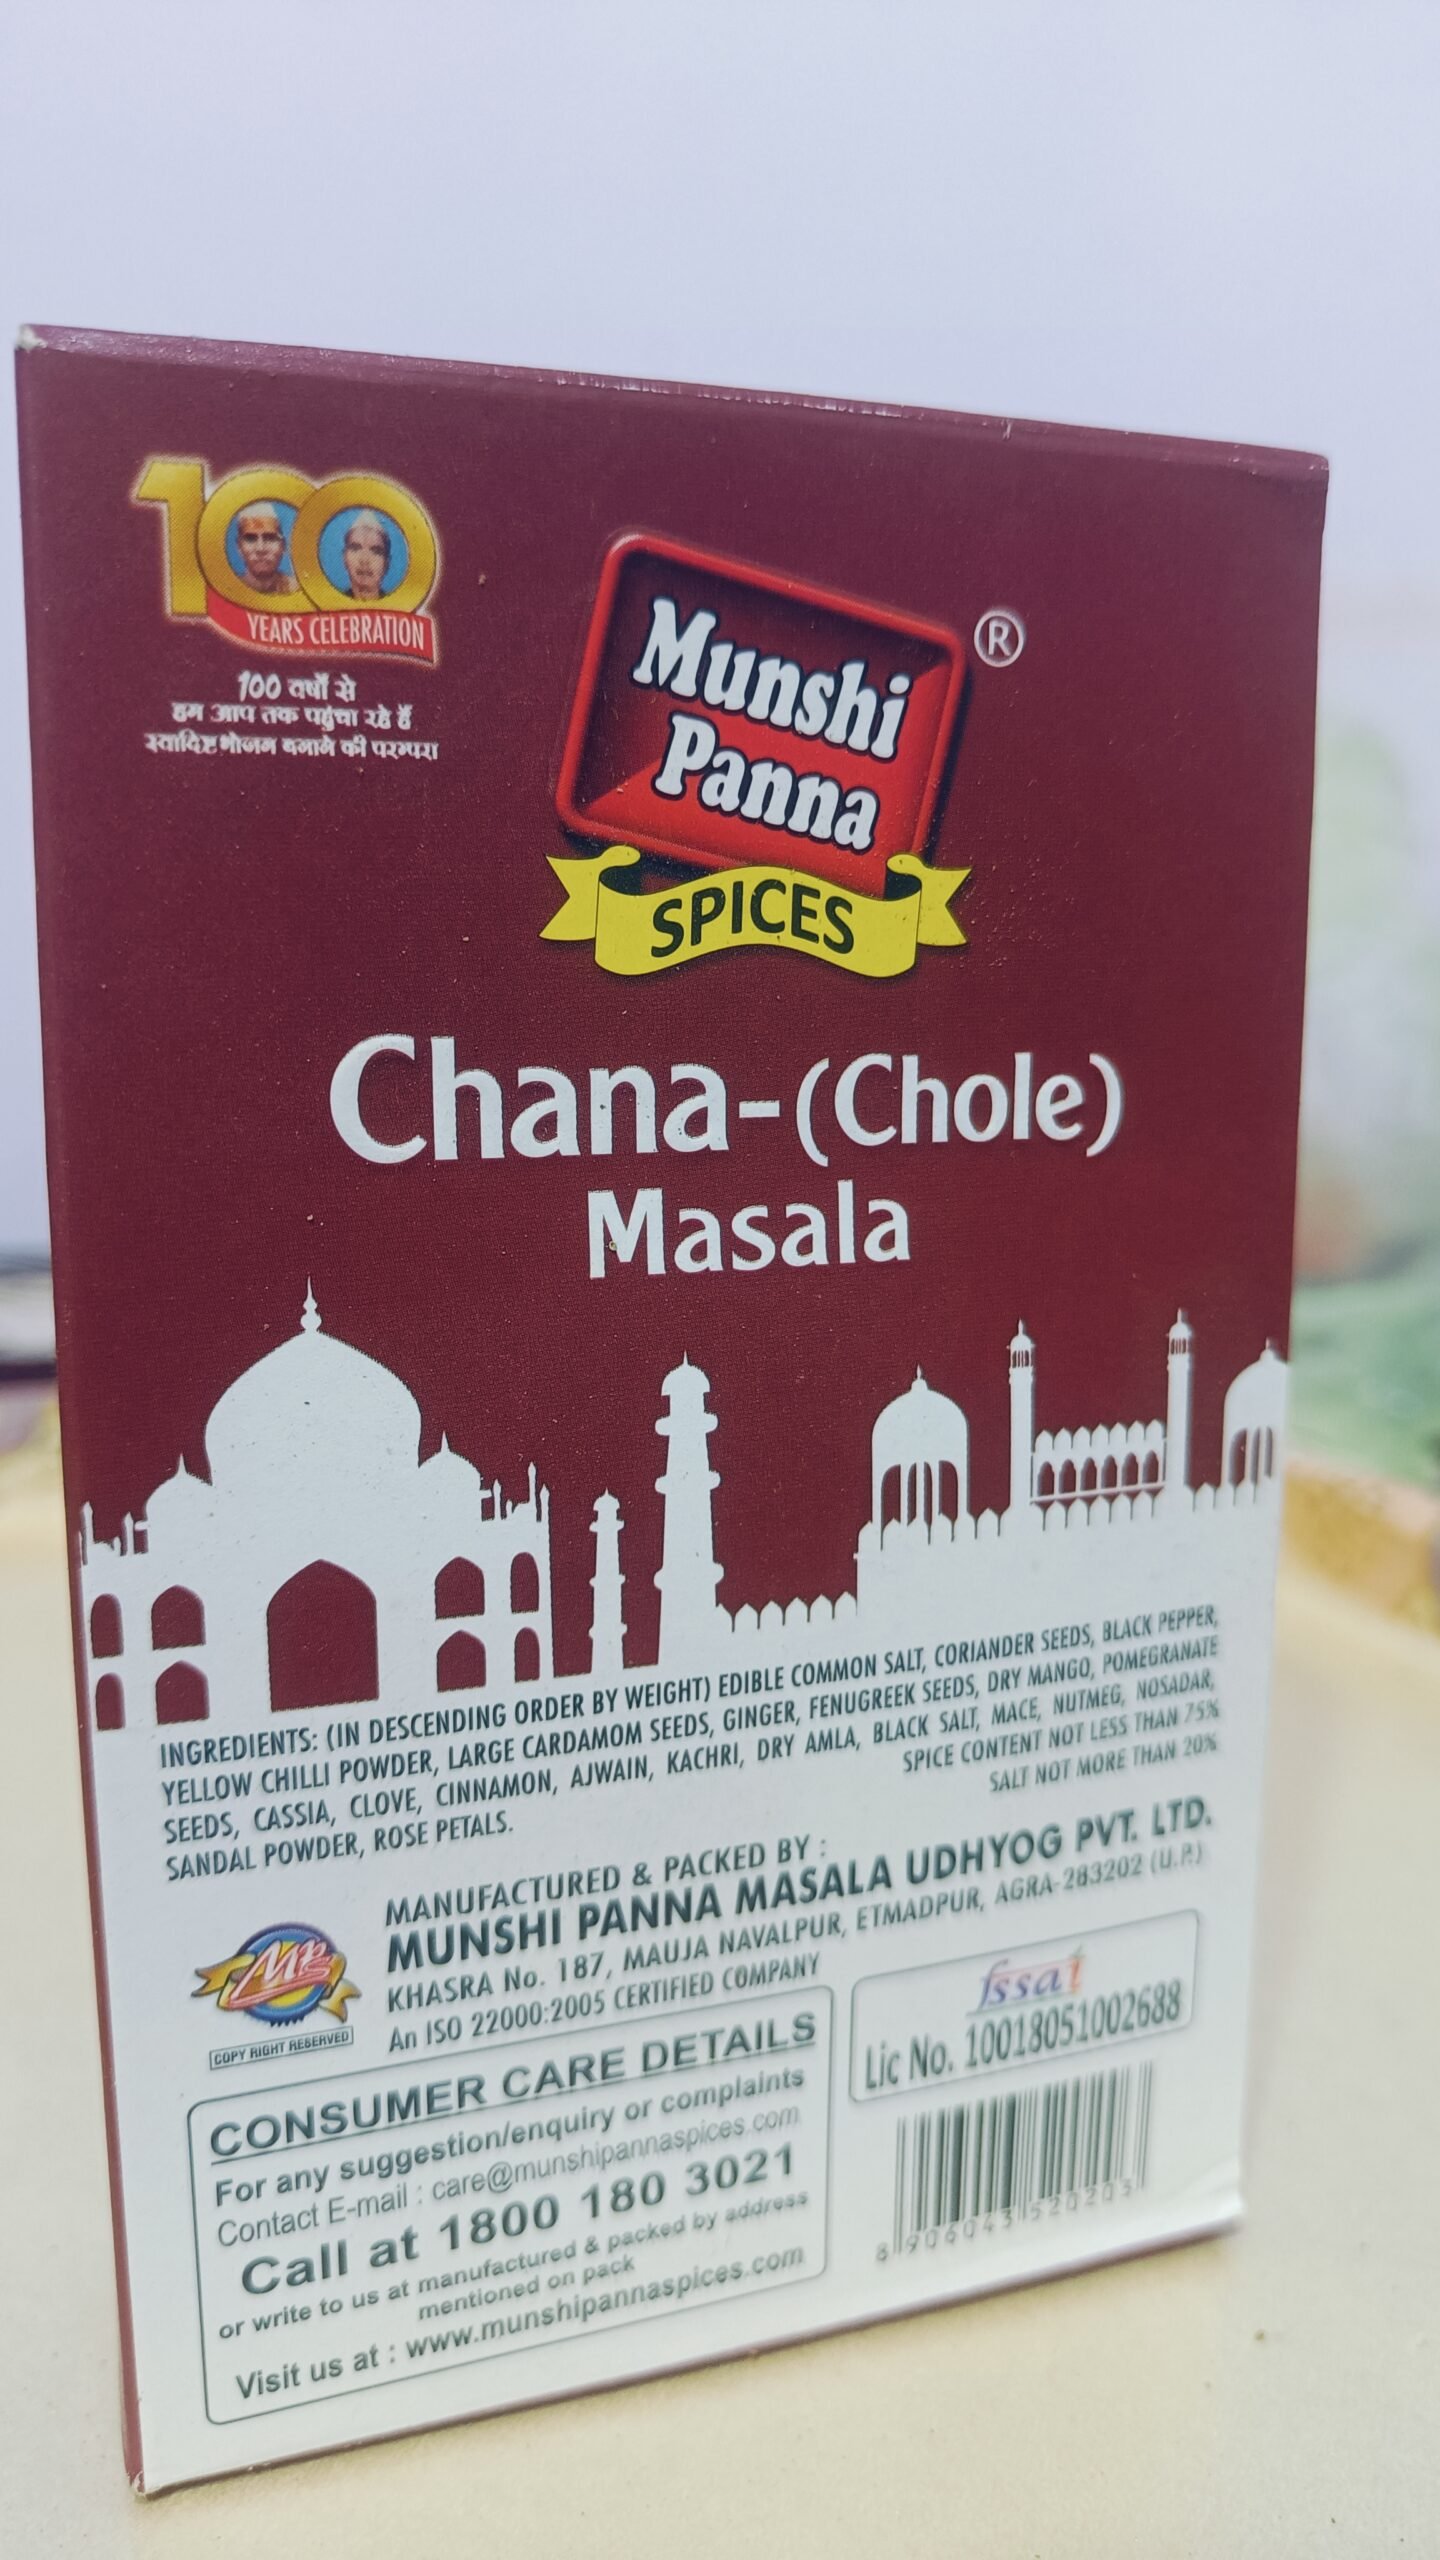 100
YEARS CELEBRATION
100 वर्षों से
हम आप तक पहुंचा रहे हैं
स्वादिष्ट भोजन बनाने की परम्परा
Munshi
Panna
®
SPICES
Chana-(Chole)
Masala
INGREDIENTS: (IN DESCENDING ORDER BY WEIGHT) EDIBLE COMMON SALT, CORIANDER SEEDS, BLACK PEPPER,
YELLOW CHILLI POWDER, LARGE CARDAMOM SEEDS, GINGER, FENUGREEK SEEDS, DRY MANGO, POMEGRANATE
SEEDS, CASSIA, CLOVE, CINNAMON, AJWAIN, KACHRI, DRY AMLA, BLACK SALT, MACE, NUTMEG, NOSADAR,
SANDAL POWDER, ROSE PETALS.
SPICE CONTENT NOT LESS THAN 75%
SALT NOT MORE THAN 20%
MANUFACTURED & PACKED BY :
MUNSHI PANNA MASALA UDHYOG PVT. LTD.
KHASRA No. 187, MAUJA NAVALPUR, ETMADPUR, AGRA-283202 (U.P.)
An ISO 22000:2005 CERTIFIED COMPANY
COPY RIGHT RESERVED
fssai
Lic No. 10018051002688
CONSUMER CARE DETAILS
For any suggestion/enquiry or complaints
Contact E-mail : care@munshipannaspices.com
Call at 1800 180 3021
or write to us at manufactured & packed by address
mentioned on pack
Visit us at : www.munshipannaspices.com
8 906043 520203